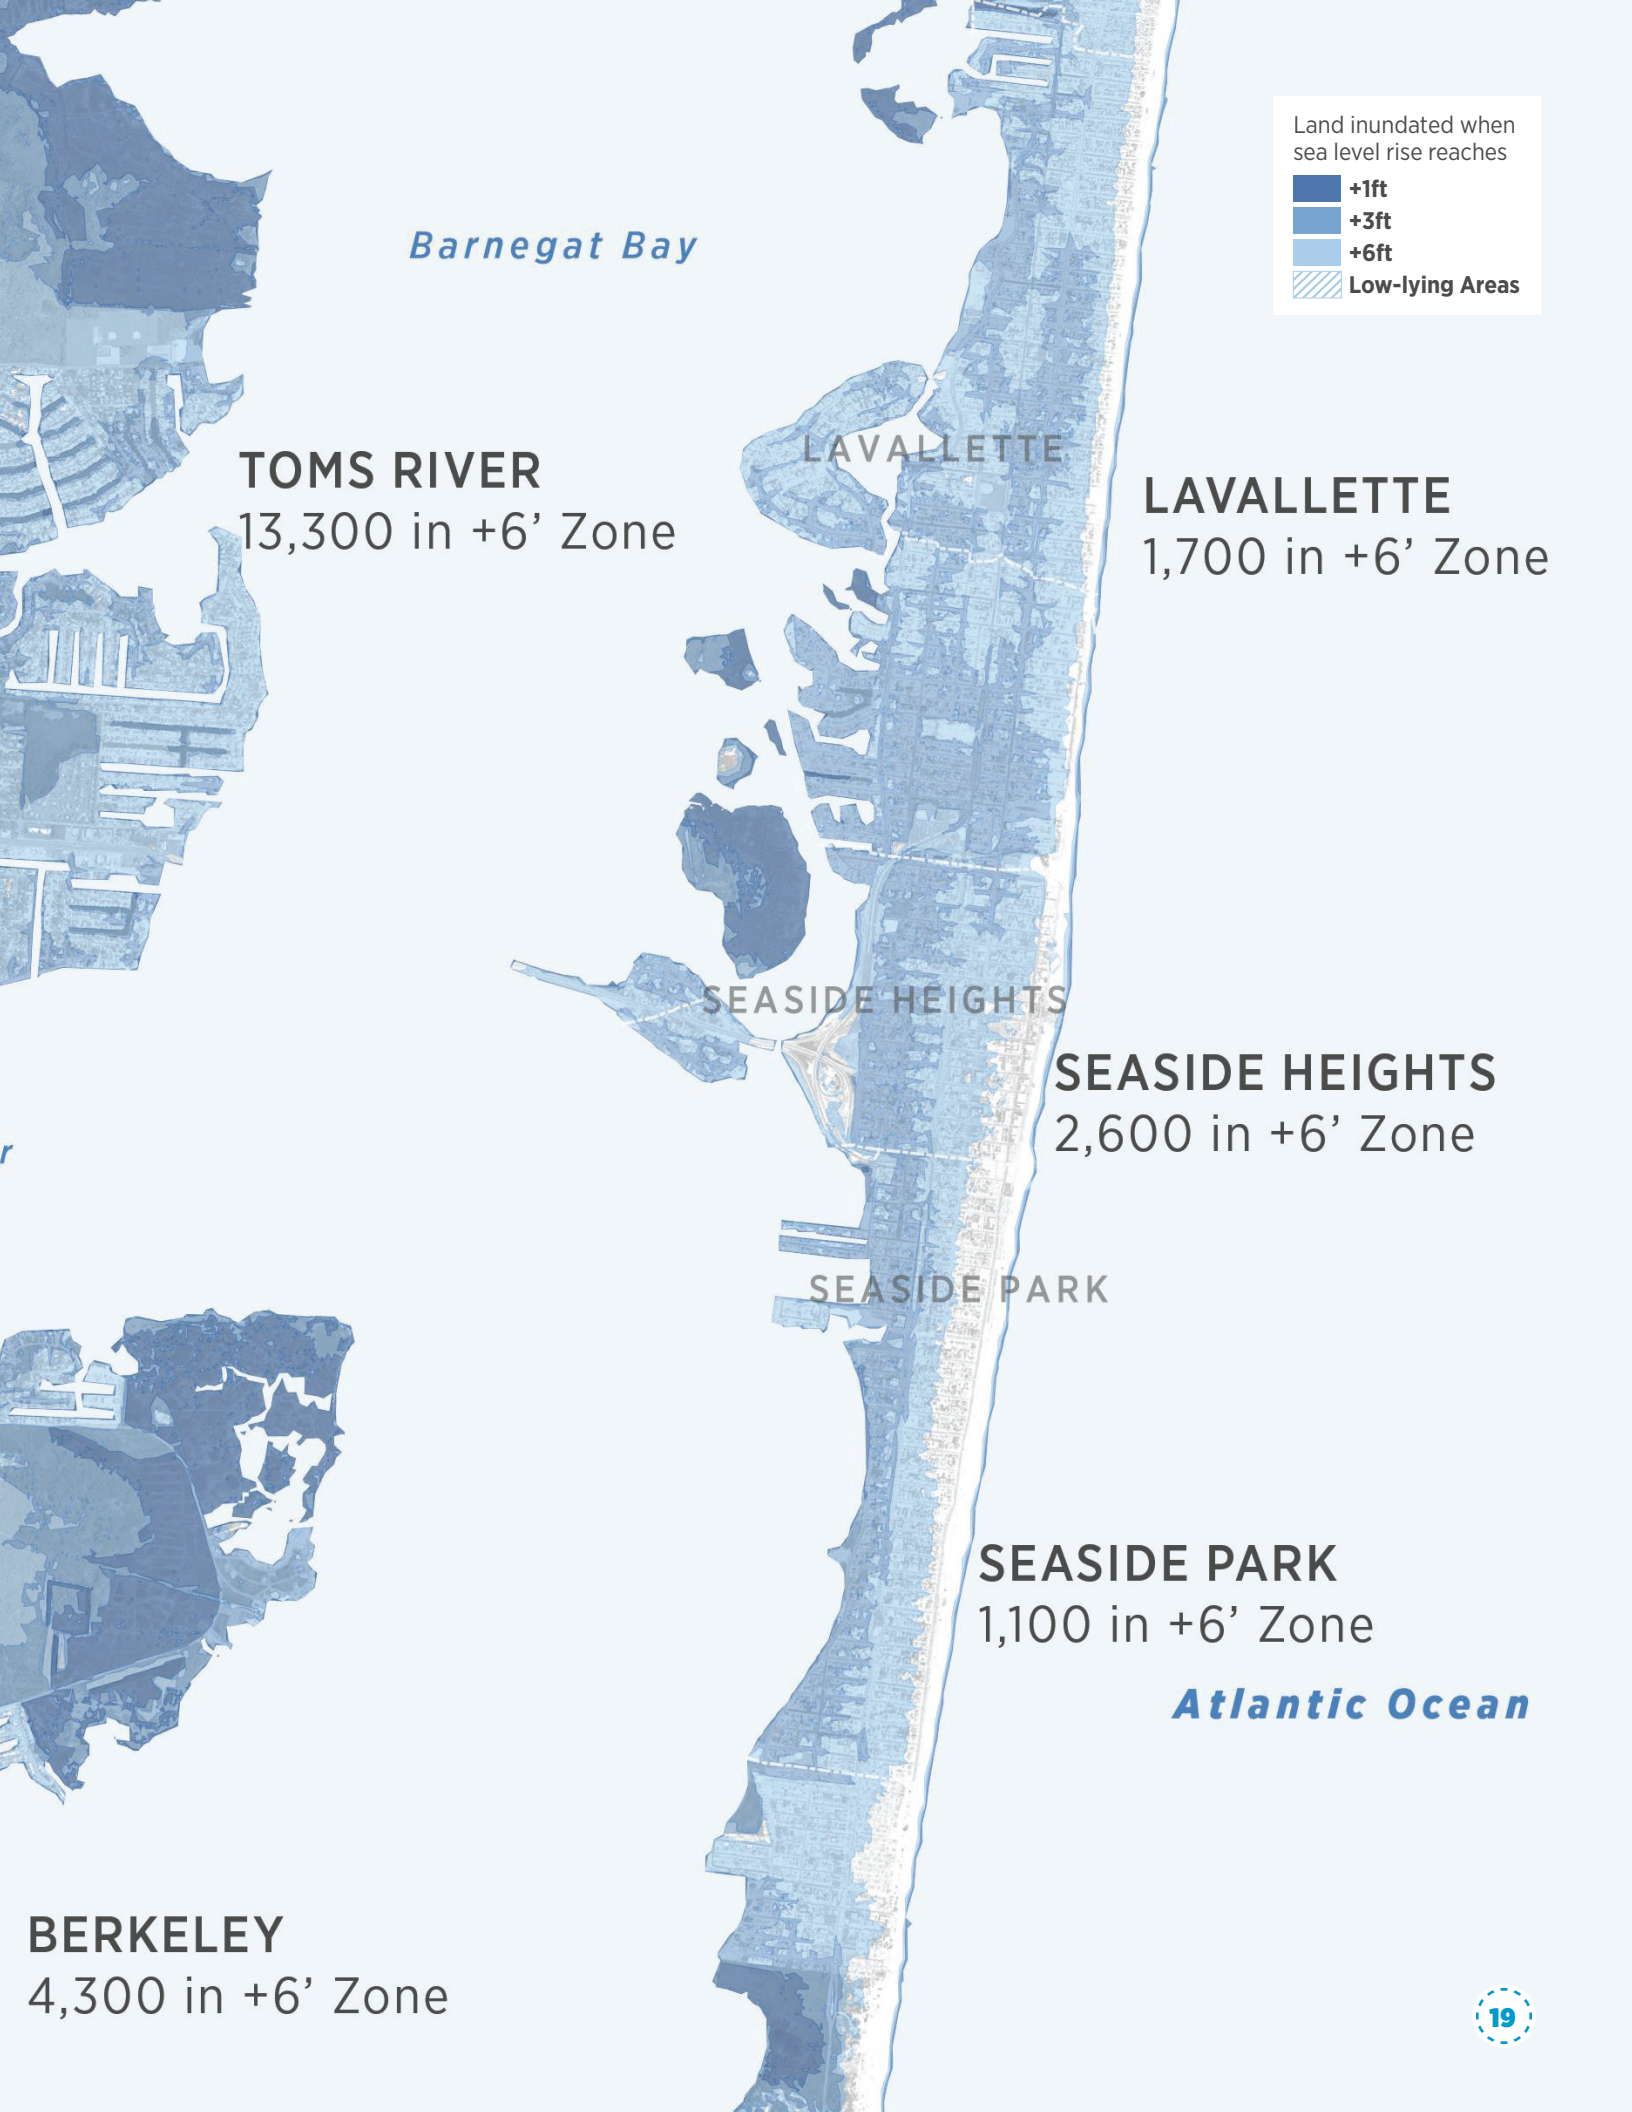 Land inundated when
sea level rise reaches
+1ft
+3ft
+6ft
Low-lying Areas
Barnegat Bay
LAVALLETTE
TOMS RIVER
13,300 in +6’ Zone
LAVALLETTE
1,700 in +6’ Zone
SEASIDE HEIGHTS
SEASIDE HEIGHTS
2,600 in +6’ Zone
r
SEASIDE PARK
SEASIDE PARK
1,100 in +6’ Zone
Atlantic Ocean
BERKELEY
4,300 in +6’ Zone
19